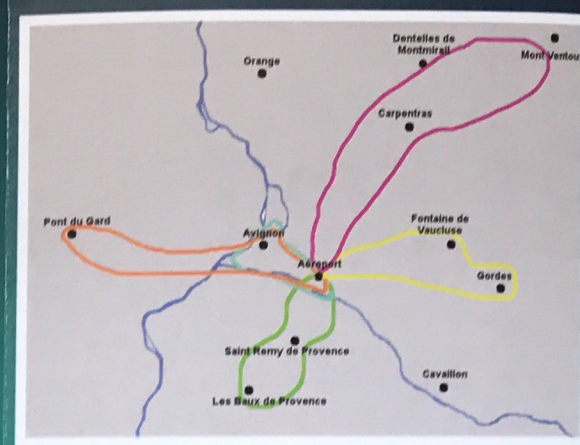 Dentelles de
Montmirail
Orange
Mont Ventou
Carpentras
Pont du Gard
Avignon
Fontaine de
Vaucluse
Aéroport
Gordes
Saint Remy de Provence
Cavaillon
Les Baux de Provence